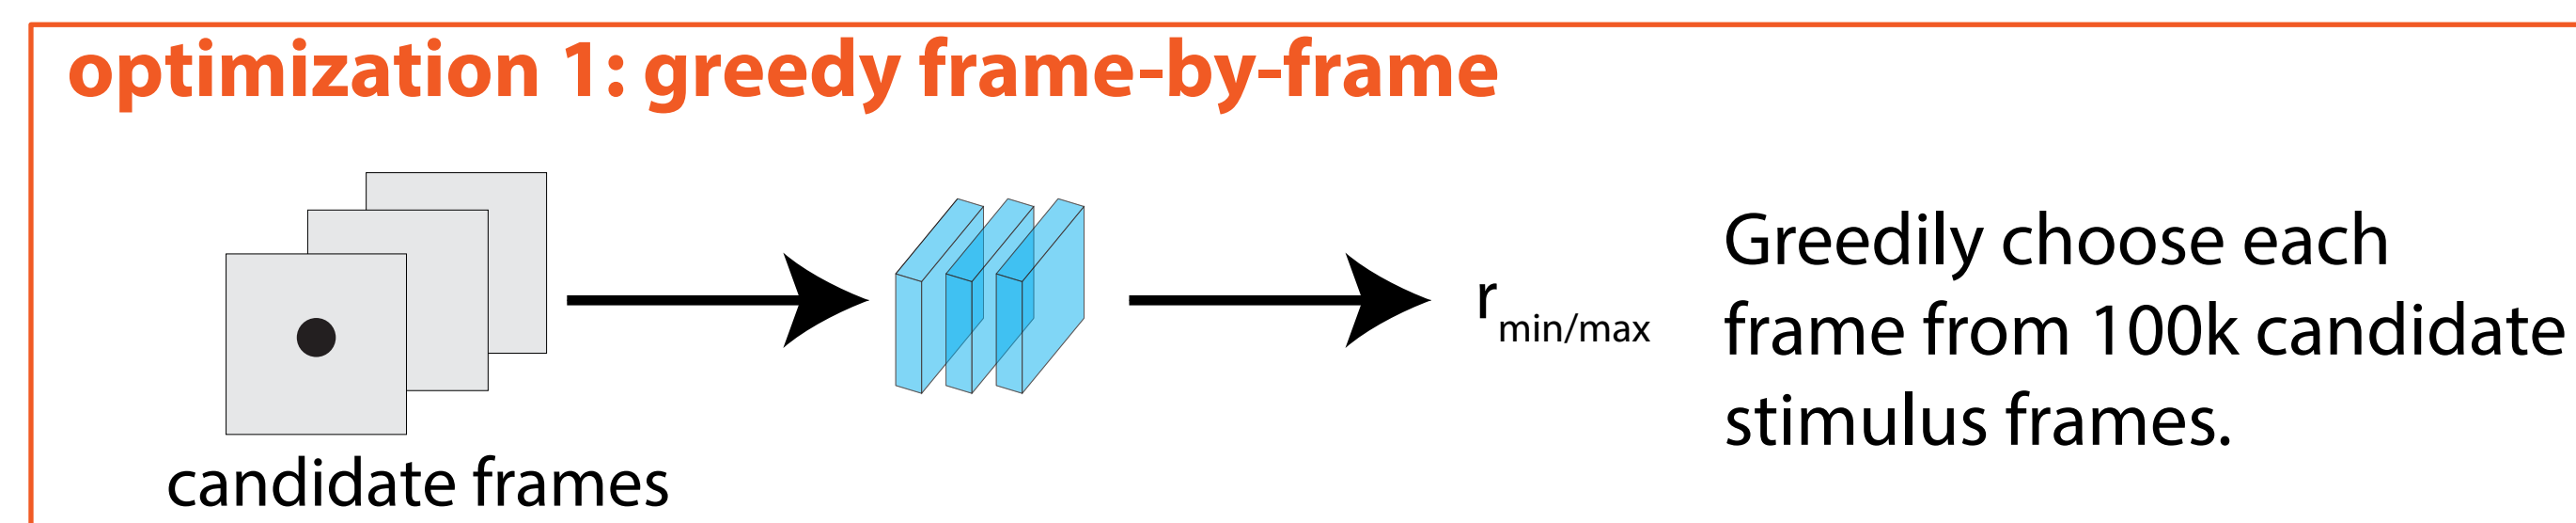 optimization 1: greedy frame-by-frame
candidate frames
r min/max
Greedily choose each
frame from 100k candidate
stimulus frames.